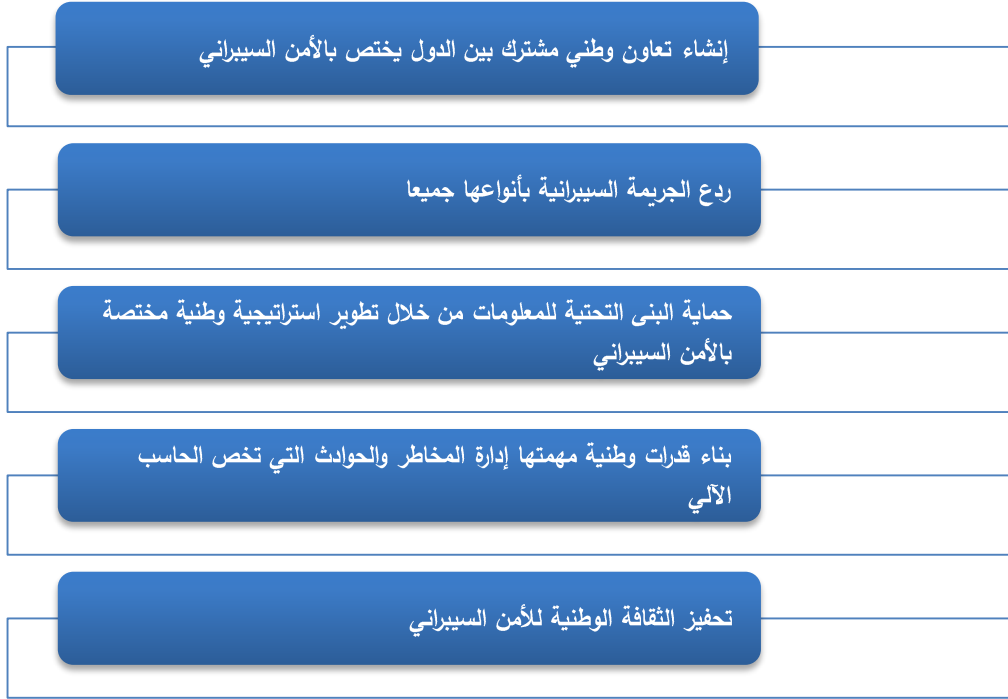 إنشاء تعاون وطني مشترك بين الدول يختص بالأمن السيبراني
ردع الجريمة السيبرانية بأنواعها جميعا
حماية البنى التحتية للمعلومات من خلال تطوير استراتيجية وطنية مختصة
بالأمن السيبراني
بناء قدرات وطنية مهمتها إدارة المخاطر والحوادث التي تخص الحاسب
الآلي
تحفيز الثقافة الوطنية للأمن السيبراني